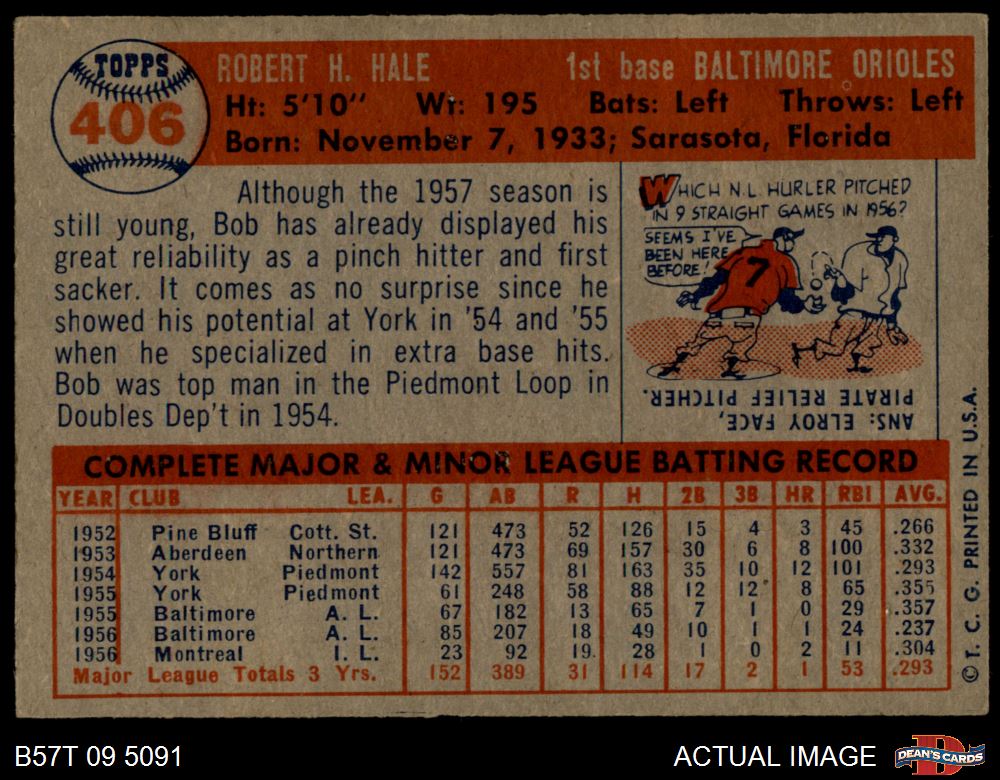 TOPPS
406
ROBERT H. HALE 1st base BALTIMORE ORIOLES
Ht: 5'10" Wt: 195 Bats: Left Throws: Left
Born: November 7, 1933; Sarasota, Florida
Although the 1957 season is
still young, Bob has already displayed his
great reliability as a pinch hitter and first
sacker. It comes as no surprise since he
showed his potential at York in '54 and '55
when he specialized in extra base hits.
Bob was top man in the Piedmont Loop in
Doubles Dep't in 1954.
WHICH N.L. HURLER PITCHED
IN 9 STRAIGHT GAMES IN 1956?
SEEMS I'VE
BEEN HERE
BEFORE!
7
ANS: ELROY FACE,
PIRATE RELIEF PITCHER.
COMPLETE MAJOR & MINOR LEAGUE BATTING RECORD
YEAR CLUB LEA. G AB R H 2B 3B HR RBI AVG.
1952 Pine Bluff Cott. St. 121 473 52 126 15 4 3 45 .266
1953 Aberdeen Northern 121 473 69 157 30 6 8 100 .332
1954 York Piedmont 142 557 81 163 35 10 12 101 .293
1955 York Piedmont 61 248 58 88 12 12 8 65 .355
1955 Baltimore A. L. 67 182 13 65 7 1 0 29 .357
1956 Baltimore A. L. 85 207 18 49 10 1 1 24 .237
1956 Montreal I. L. 23 92 19 28 1 0 2 11 .304
Major League Totals 3 Yrs. 152 389 31 114 17 2 1 53 .293
© T. C. G. PRINTED IN U.S.A.
B57T 09 5091 ACTUAL IMAGE
D
DEAN'S CARDS